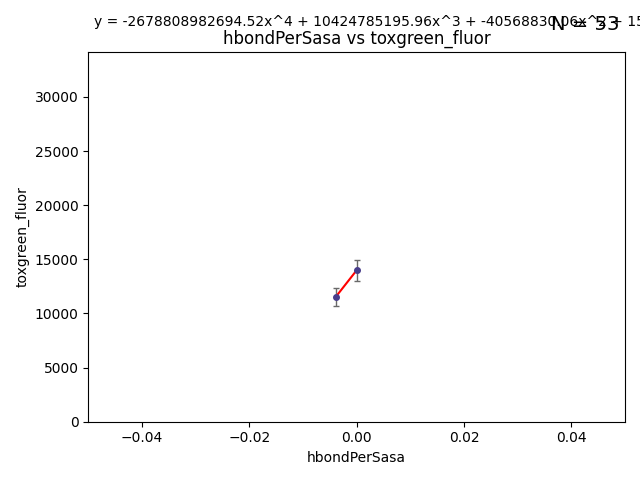 y = -2678808982694.52x^4 + 10424785195.96x^3 + -40568830.06x^2 + 15
N = 53
hbondPerSasa vs toxgreen_fluor
30000
25000
20000
15000
10000
5000
0
toxgreen_fluor
−0.04 −0.02 0.00 0.02 0.04
hbondPerSasa